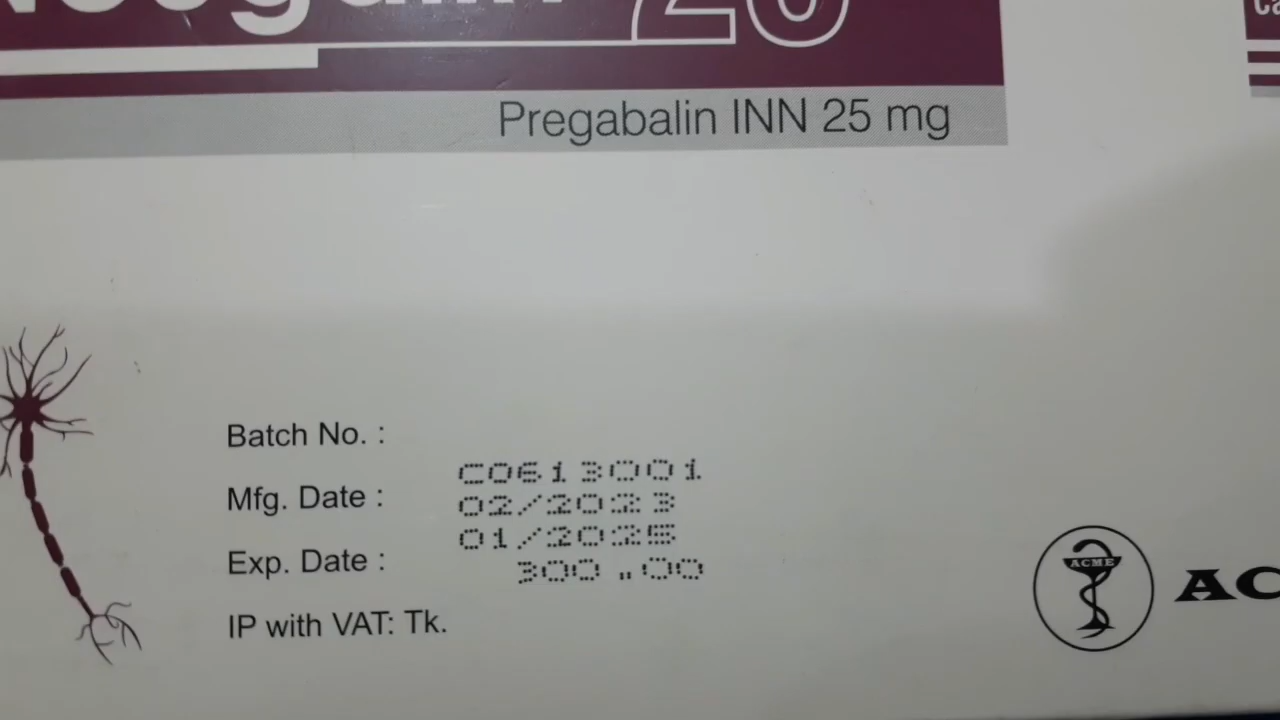 Pregabalin INN 25 mg
Batch No. :
C0613001
Mfg. Date :
02/2023
01/2025
Exp. Date :
300.00
IP with VAT: Tk.
ACME